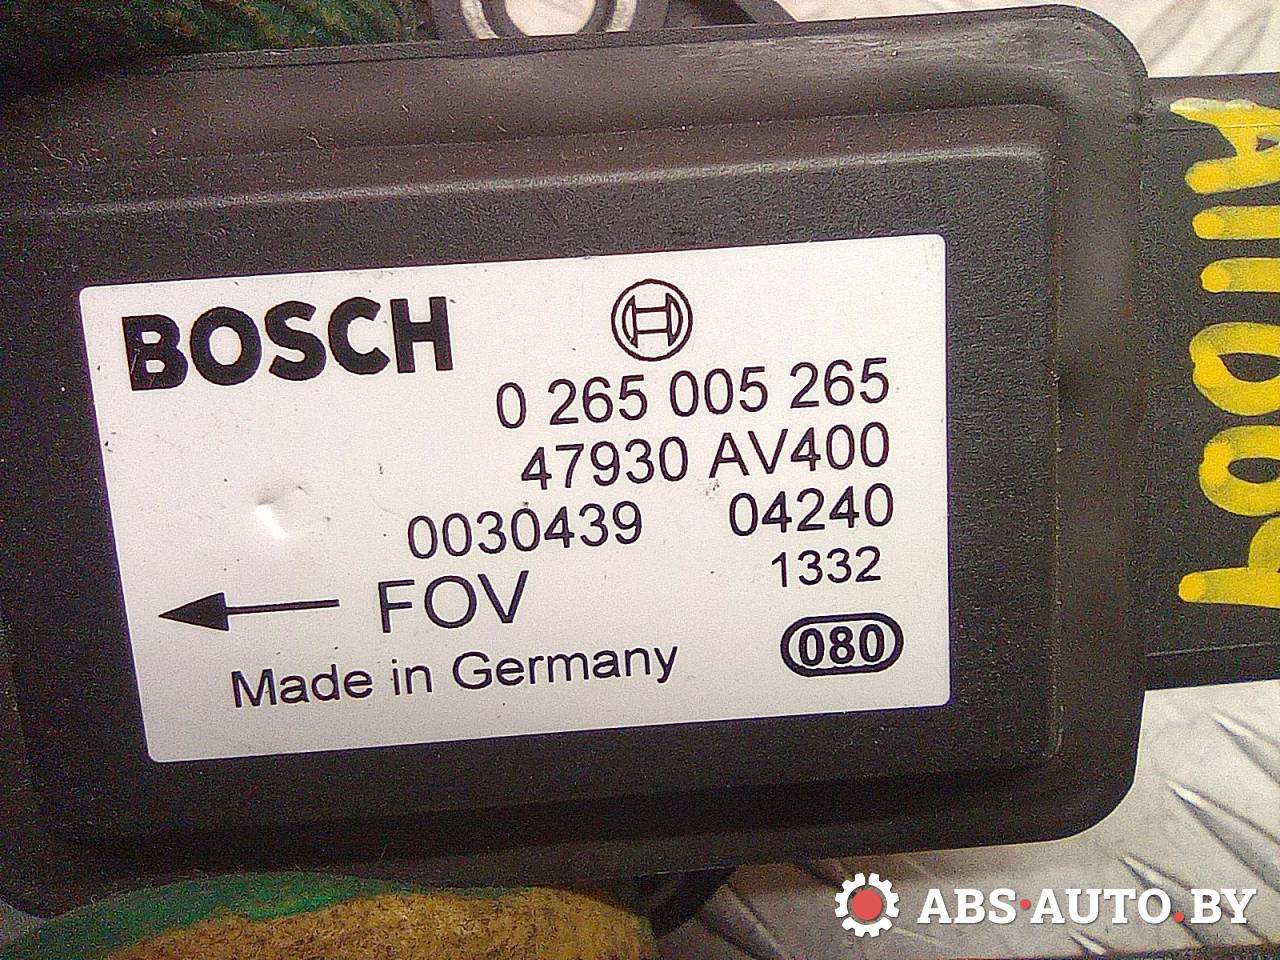 BOSCH
0 265 005 265
47930 AV400
0030439 04240
1332
FOV
080
Made in Germany
ABS-AUTO.BY